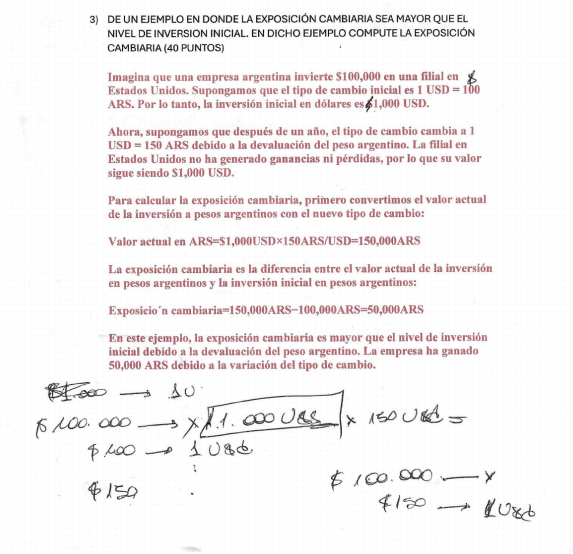 3) DE UN EJEMPLO EN DONDE LA EXPOSICIÓN CAMBIARIA SEA MAYOR QUE EL
NIVEL DE INVERSION INICIAL. EN DICHO EJEMPLO COMPUTE LA EXPOSICIÓN
CAMBIARIA (40 PUNTOS)
Imagina que una empresa argentina invierte $100,000 en una filial en $
Estados Unidos. Supongamos que el tipo de cambio inicial es 1 USD = 100
ARS. Por lo tanto, la inversión inicial en dólares es $1,000 USD.
Ahora, supongamos que después de un año, el tipo de cambio cambia a 1
USD = 150 ARS debido a la devaluación del peso argentino. La filial en
Estados Unidos no ha generado ganancias ni pérdidas, por lo que su valor
sigue siendo $1,000 USD.
Para calcular la exposición cambiaria, primero convertimos el valor actual
de la inversión a pesos argentinos con el nuevo tipo de cambio:
Valor actual en ARS=$1,000USD×150ARS/USD=150,000ARS
La exposición cambiaria es la diferencia entre el valor actual de la inversión
en pesos argentinos y la inversión inicial en pesos argentinos:
Exposicio´n cambiaria=150,000ARS−100,000ARS=50,000ARS
En este ejemplo, la exposición cambiaria es mayor que el nivel de inversión
inicial debido a la devaluación del peso argentino. La empresa ha ganado
50,000 ARS debido a la variación del tipo de cambio.
$1.000 → 1U
$ 100.000 → x 1.000 U$S x 150 U$S =
$ 100 → 1 U$S
$150
$ 100.000 — x
$150 → 1 U$S